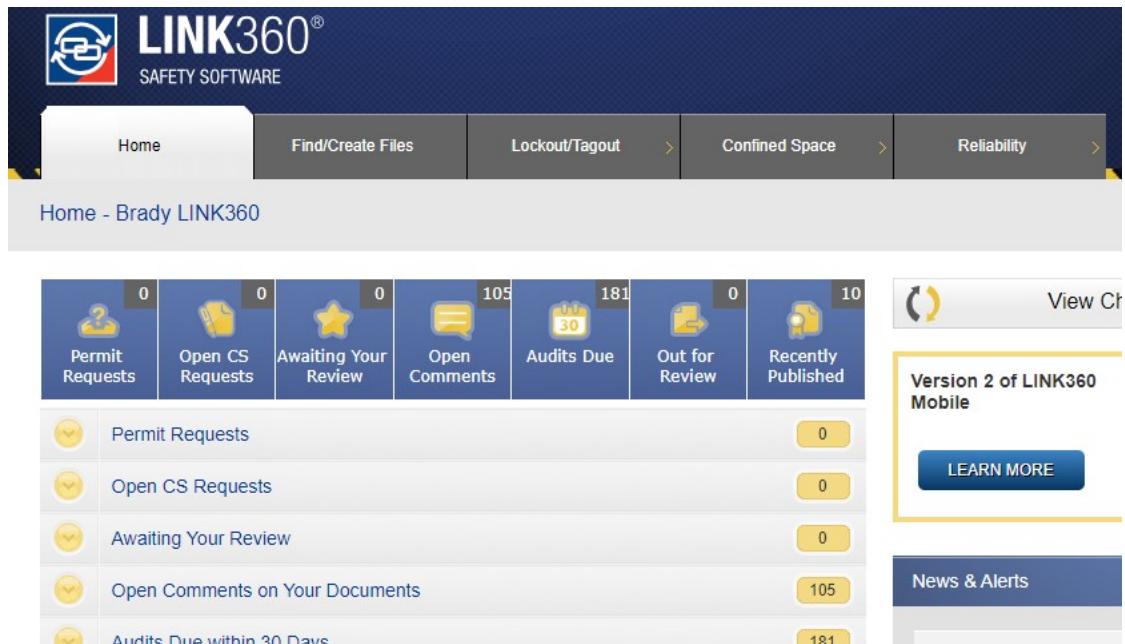 LINK360®
SAFETY SOFTWARE
Home
Find/Create Files
Lockout/Tagout
Confined Space
Reliability
Home - Brady LINK360
0
Permit
Requests
0
Open CS
Requests
0
Awaiting Your
Review
105
Open
Comments
181
30
Audits Due
0
Out for
Review
10
Recently
Published
Permit Requests 0
Open CS Requests 0
Awaiting Your Review 0
Open Comments on Your Documents 105
Audits Due within 30 Days 181
View Ch
Version 2 of LINK360
Mobile
LEARN MORE
News & Alerts